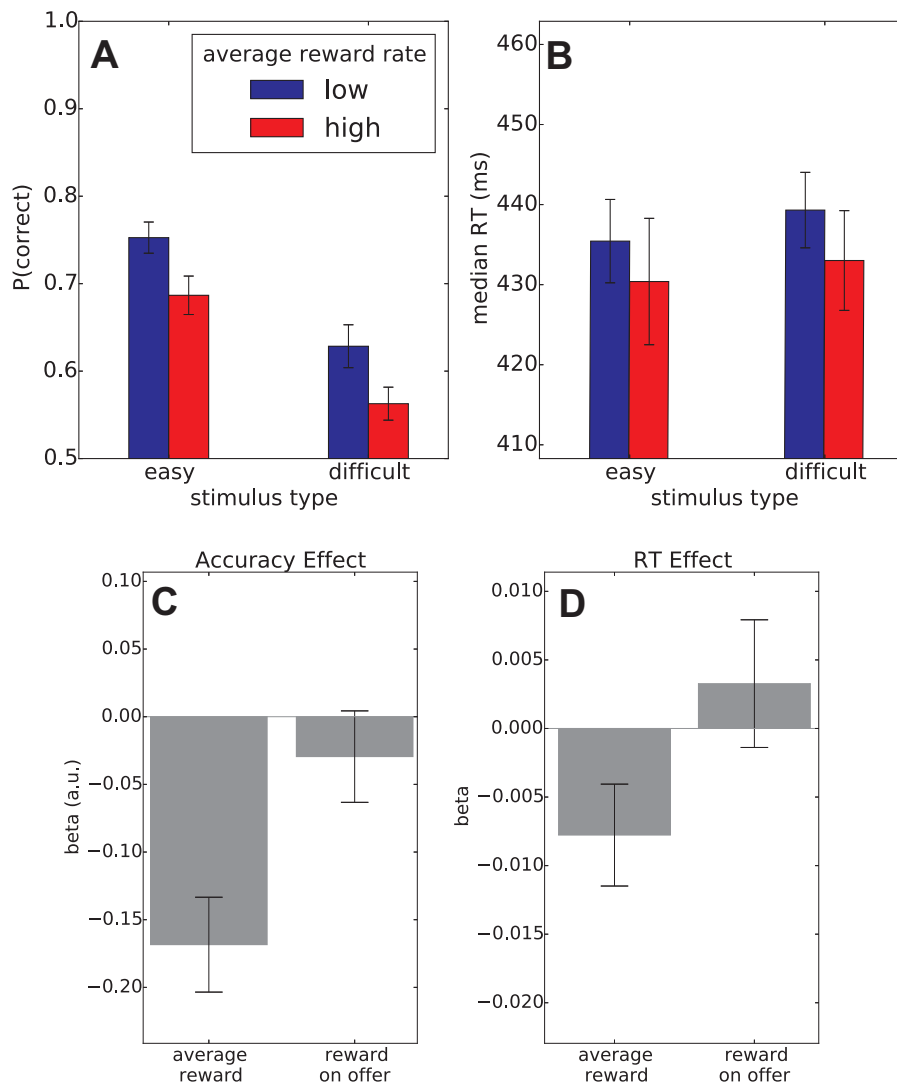 A
average reward rate
low
high
1.0
0.9
0.8
0.7
0.6
0.5
P(correct)
easy
difficult
stimulus type
B
460
450
440
430
420
410
median RT (ms)
easy
difficult
stimulus type
Accuracy Effect
C
0.10
0.05
0.00
−0.05
−0.10
−0.15
−0.20
beta (a.u.)
average
reward
reward
on offer
RT Effect
D
0.010
0.005
0.000
−0.005
−0.010
−0.015
−0.020
beta
average
reward
reward
on offer